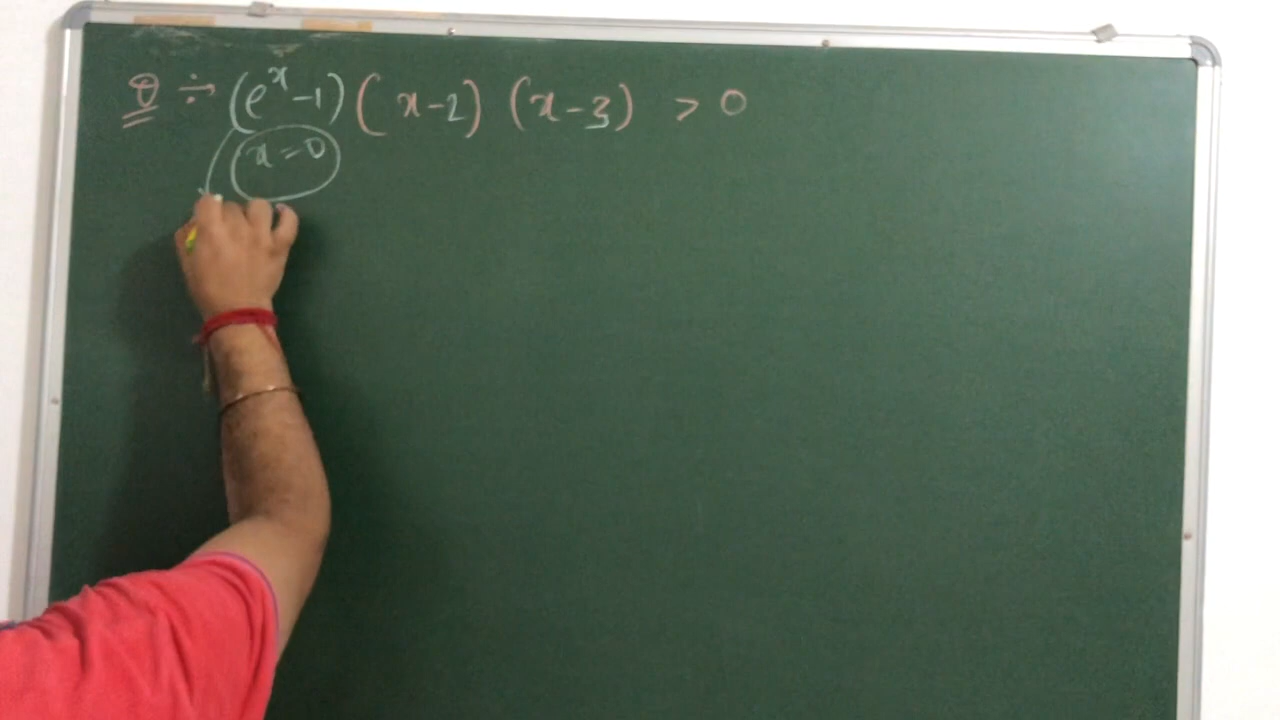 Q ÷ (e^x-1) (x-2) (x-3) > 0
x=0